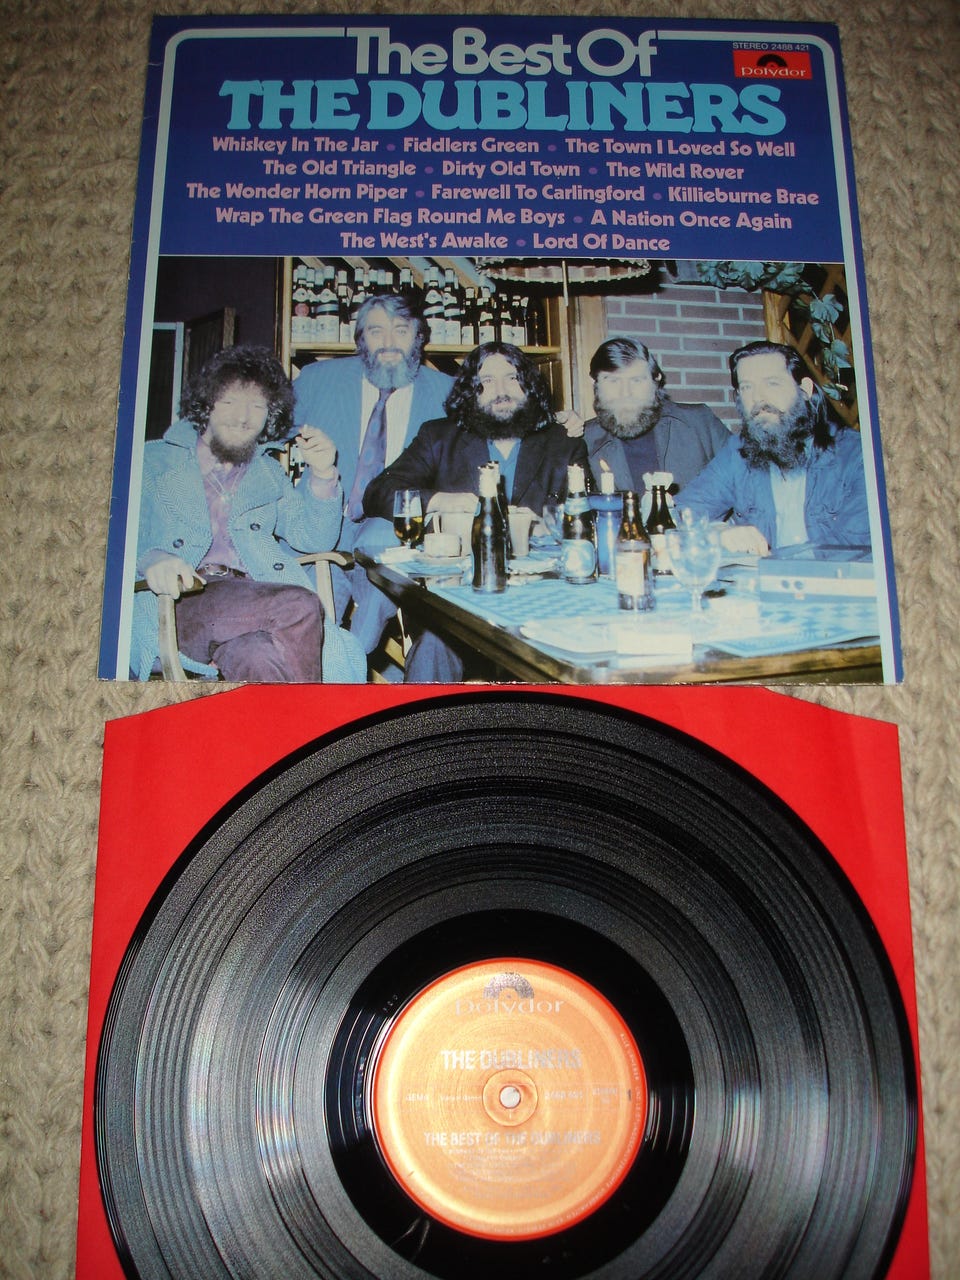 The Best Of
STEREO 2488 421
polydor
THE DUBLINERS
Whiskey In The Jar • Fiddlers Green • The Town I Loved So Well
The Old Triangle • Dirty Old Town • The Wild Rover
The Wonder Horn Piper • Farewell To Carlingford • Killieburne Brae
Wrap The Green Flag Round Me Boys • A Nation Once Again
The West's Awake • Lord Of Dance
polydor
THE DUBLINERS
THE BEST OF THE DUBLINERS